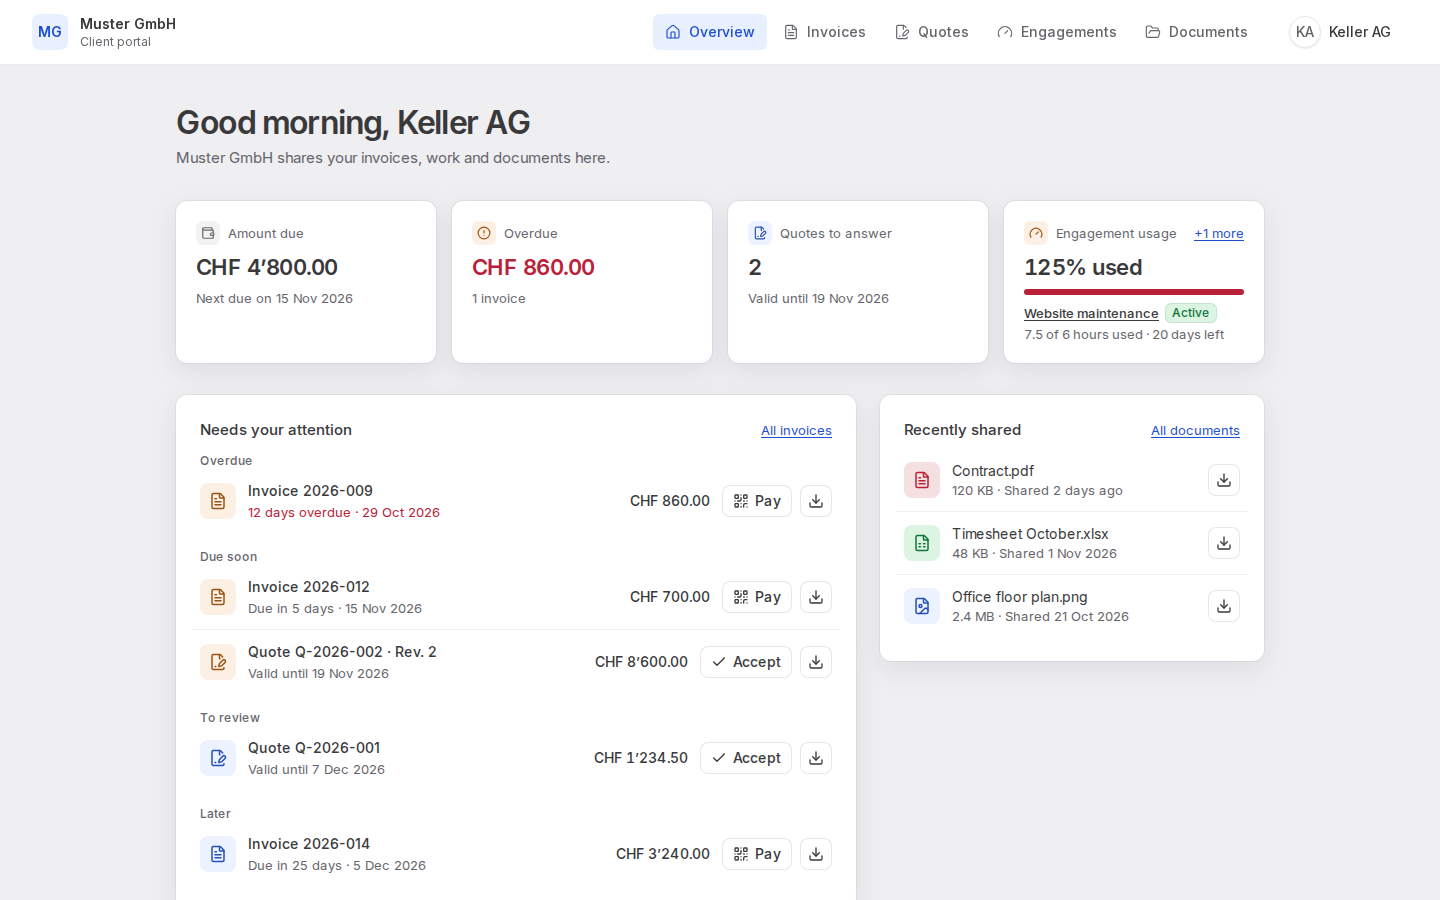 MG
Muster GmbH
Client portal
Overview
Invoices
Quotes
Engagements
Documents
KA
Keller AG
Good morning, Keller AG
Muster GmbH shares your invoices, work and documents here.
Amount due
CHF 4’800.00
Next due on 15 Nov 2026
Overdue
CHF 860.00
1 invoice
Quotes to answer
2
Valid until 19 Nov 2026
Engagement usage
+1 more
125% used
Website maintenance
Active
7.5 of 6 hours used · 20 days left
Needs your attention
All invoices
Overdue
Invoice 2026-009
12 days overdue · 29 Oct 2026
CHF 860.00
Pay
Due soon
Invoice 2026-012
Due in 5 days · 15 Nov 2026
CHF 700.00
Pay
Quote Q-2026-002 · Rev. 2
Valid until 19 Nov 2026
CHF 8’600.00
Accept
To review
Quote Q-2026-001
Valid until 7 Dec 2026
CHF 1’234.50
Accept
Later
Invoice 2026-014
Due in 25 days · 5 Dec 2026
CHF 3’240.00
Pay
Recently shared
All documents
Contract.pdf
120 KB · Shared 2 days ago
Timesheet October.xlsx
48 KB · Shared 1 Nov 2026
Office floor plan.png
2.4 MB · Shared 21 Oct 2026